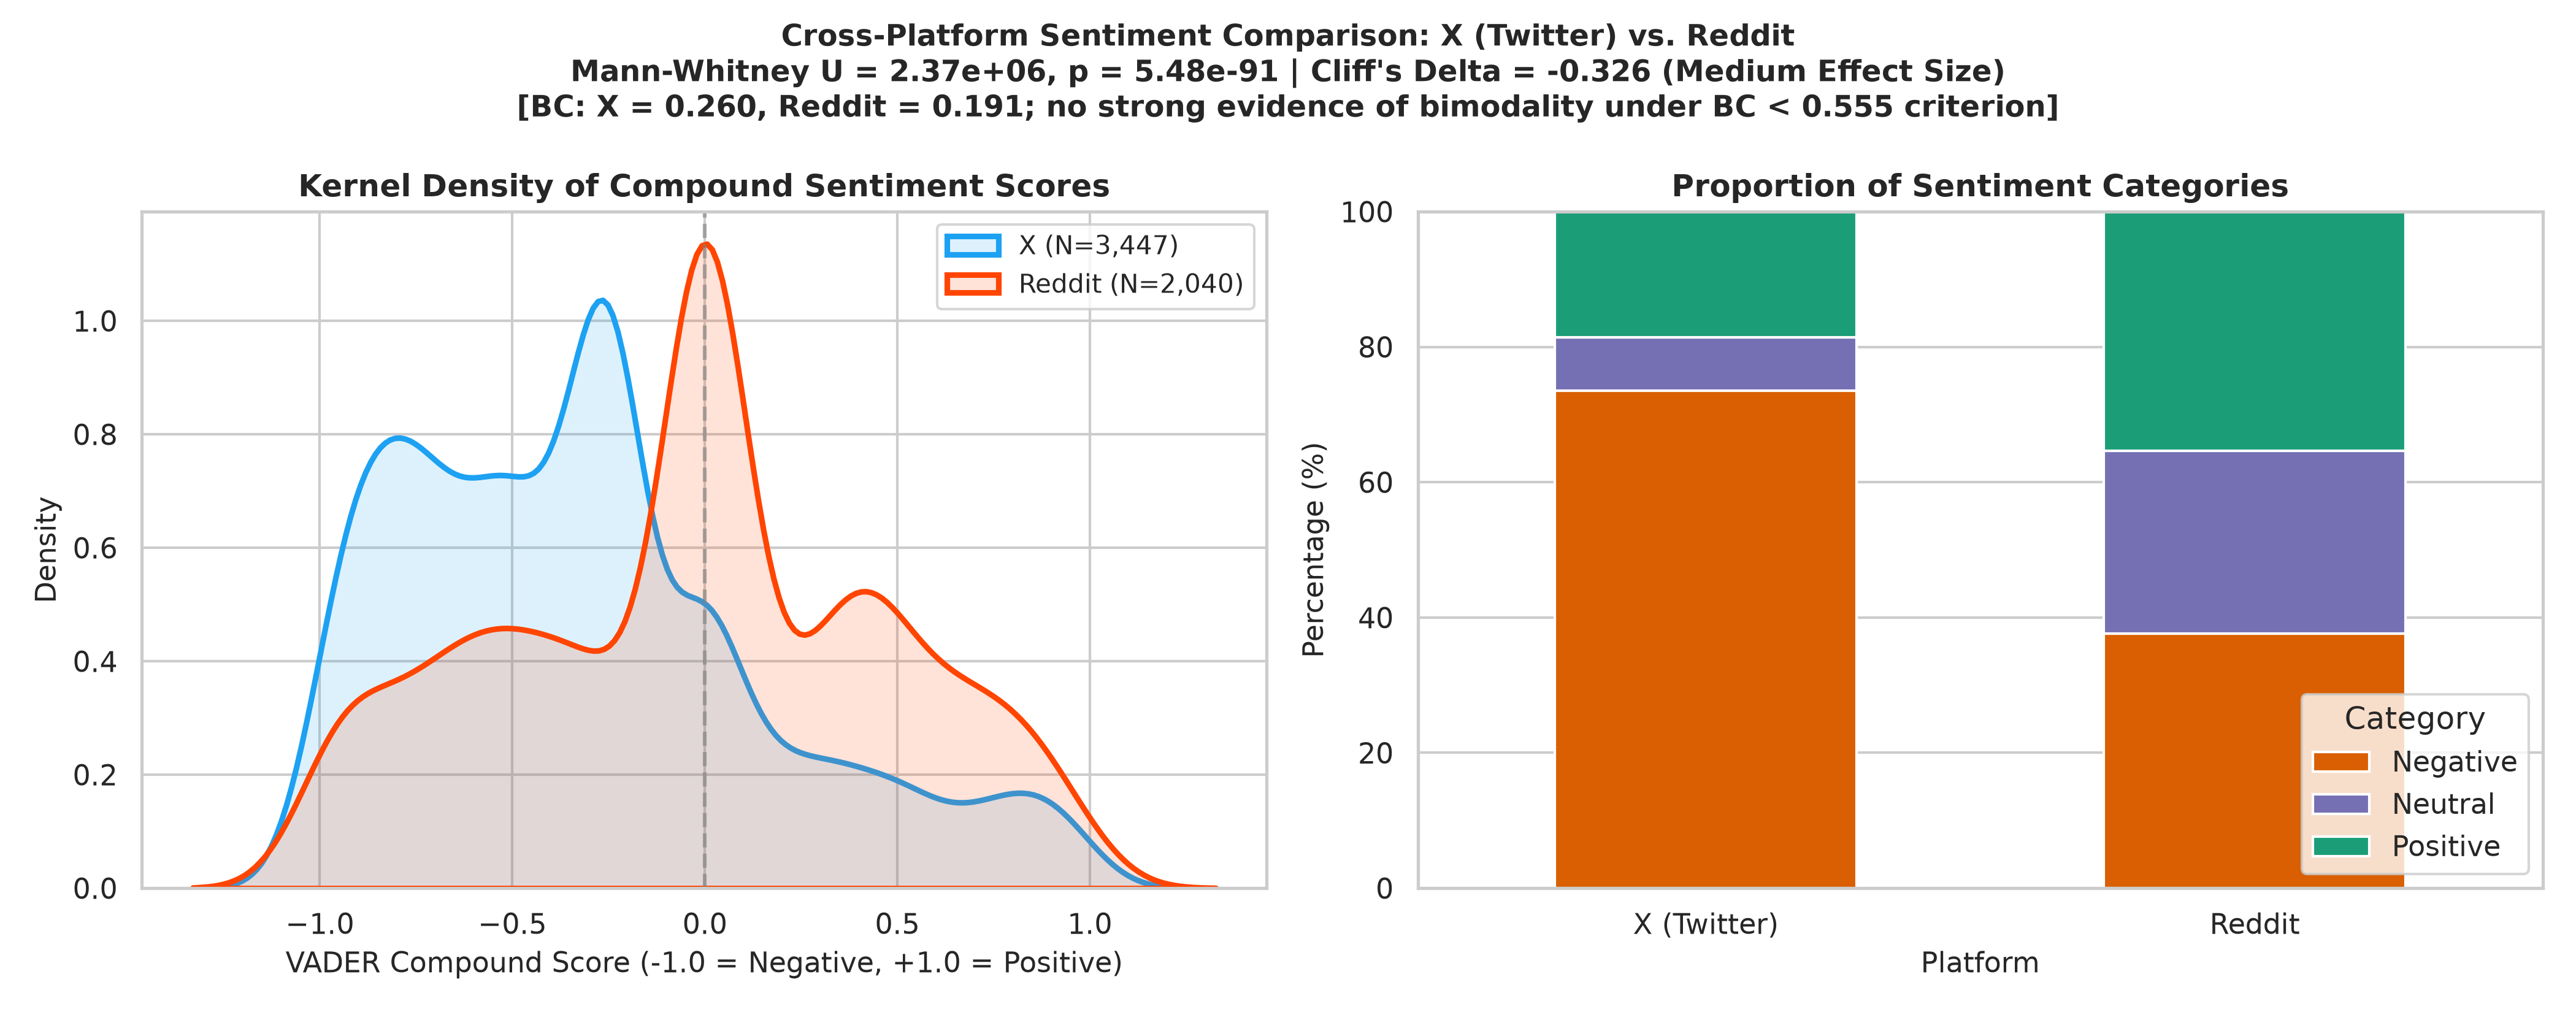 Cross-Platform Sentiment Comparison: X (Twitter) vs. Reddit
Mann-Whitney U = 2.37e+06, p = 5.48e-91 | Cliff's Delta = -0.326 (Medium Effect Size)
[BC: X = 0.260, Reddit = 0.191; no strong evidence of bimodality under BC < 0.555 criterion]
Kernel Density of Compound Sentiment Scores
X (N=3,447)
Reddit (N=2,040)
Density
1.0
0.8
0.6
0.4
0.2
0.0
−1.0
−0.5
0.0
0.5
1.0
VADER Compound Score (-1.0 = Negative, +1.0 = Positive)
Proportion of Sentiment Categories
Percentage (%)
100
80
60
40
20
0
Category
Negative
Neutral
Positive
X (Twitter)
Reddit
Platform